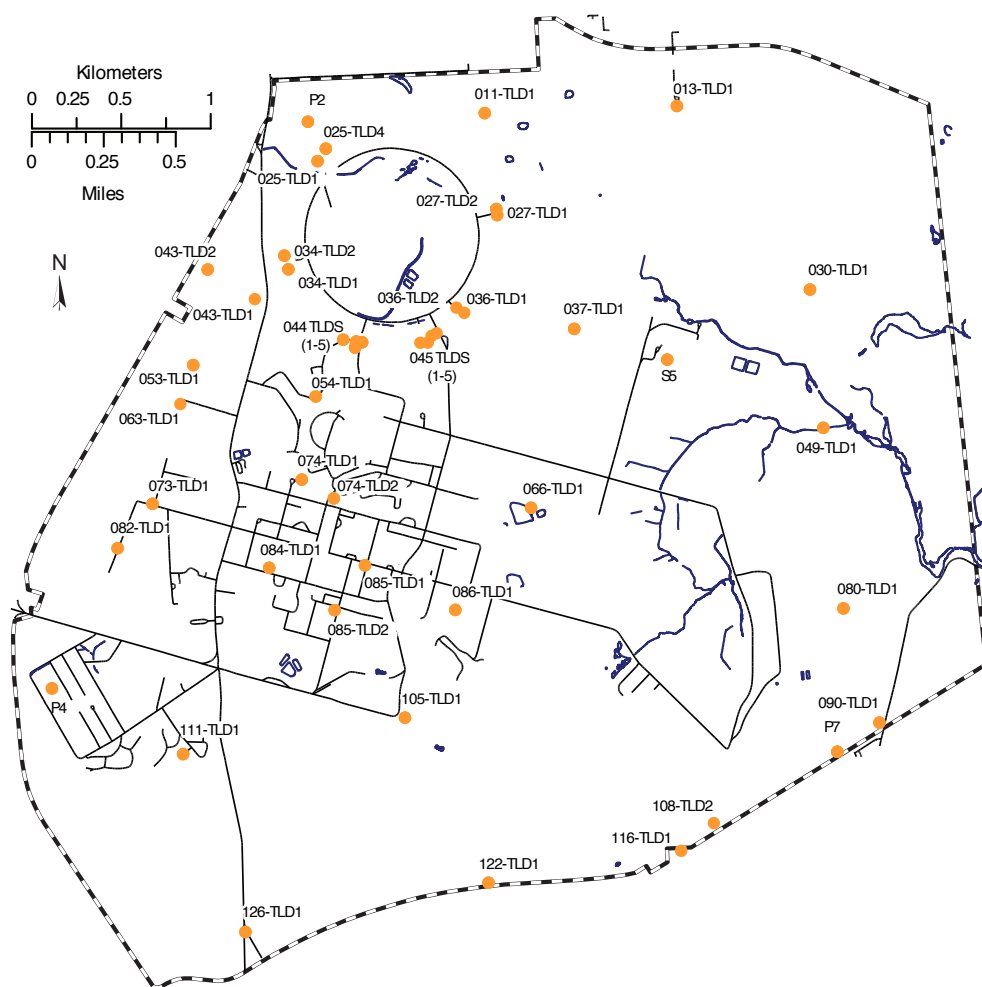 Kilometers
0 0.25 0.5 1
0 0.25 0.5
Miles
N
P2
011-TLD1
013-TLD1
025-TLD4
025-TLD1
027-TLD2
027-TLD1
043-TLD2
034-TLD2
034-TLD1
030-TLD1
043-TLD1
036-TLD2
036-TLD1
037-TLD1
044 TLDS
(1-5)
045 TLDS
(1-5)
S5
053-TLD1
054-TLD1
063-TLD1
049-TLD1
074-TLD1
074-TLD2
073-TLD1
066-TLD1
082-TLD1
084-TLD1
085-TLD1
086-TLD1
080-TLD1
085-TLD2
P4
105-TLD1
090-TLD1
111-TLD1
P7
108-TLD2
116-TLD1
122-TLD1
126-TLD1